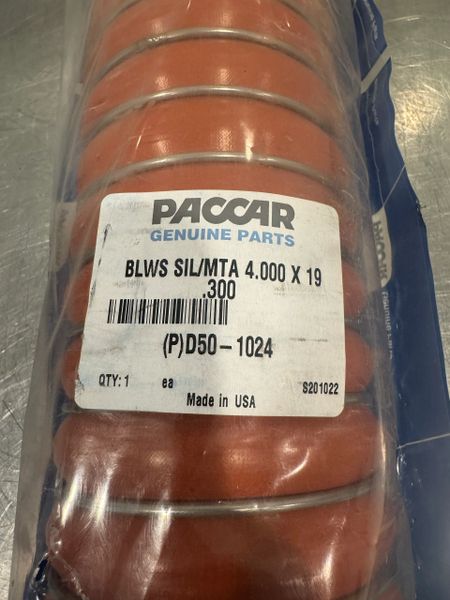 PACCAR
GENUINE PARTS
BLWS SIL/MTA 4.000 X 19
.300
(P)D50-1024
QTY: 1 ea S201022
Made in USA
PACCAR